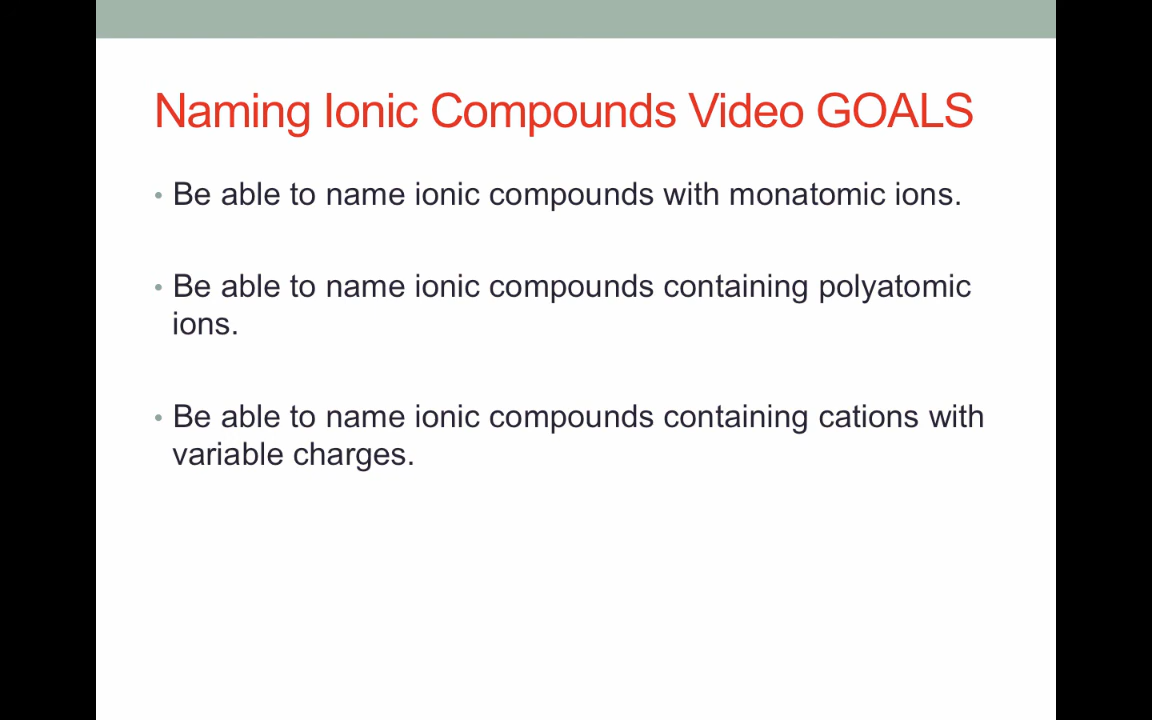 Naming Ionic Compounds Video GOALS
• Be able to name ionic compounds with monatomic ions.
• Be able to name ionic compounds containing polyatomic
ions.
• Be able to name ionic compounds containing cations with
variable charges.